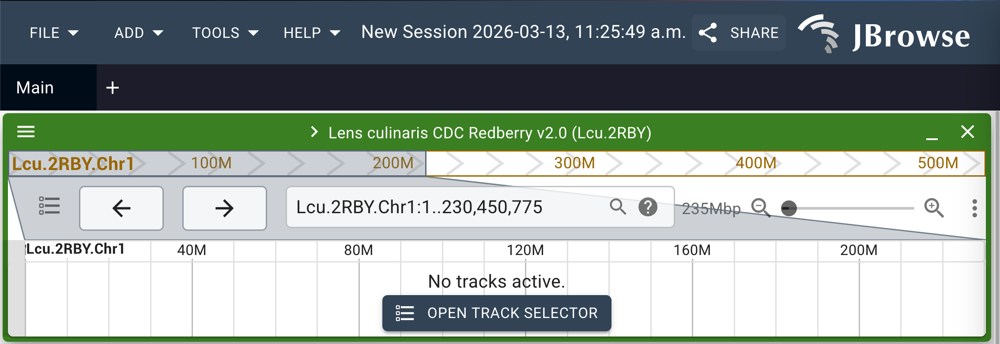 FILE ADD TOOLS HELP New Session 2026-03-13, 11:25:49 a.m. SHARE JBrowse
Main +
Lens culinaris CDC Redberry v2.0 (Lcu.2RBY)
Lcu.2RBY.Chr1 100M 200M 300M 400M 500M
Lcu.2RBY.Chr1:1..230,450,775 235Mbp
Lcu.2RBY.Chr1 40M 80M 120M 160M 200M
No tracks active.
OPEN TRACK SELECTOR